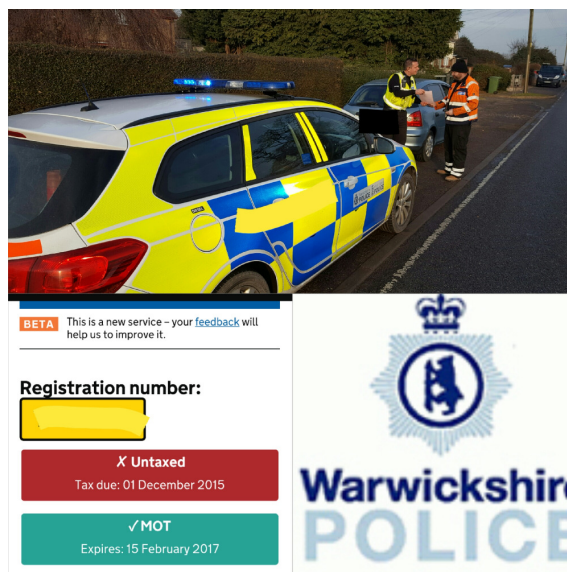 BETA
This is a new service – your feedback will
help us to improve it.
Registration number:
✗ Untaxed
Tax due: 01 December 2015
✓ MOT
Expires: 15 February 2017
Warwickshire
POLICE